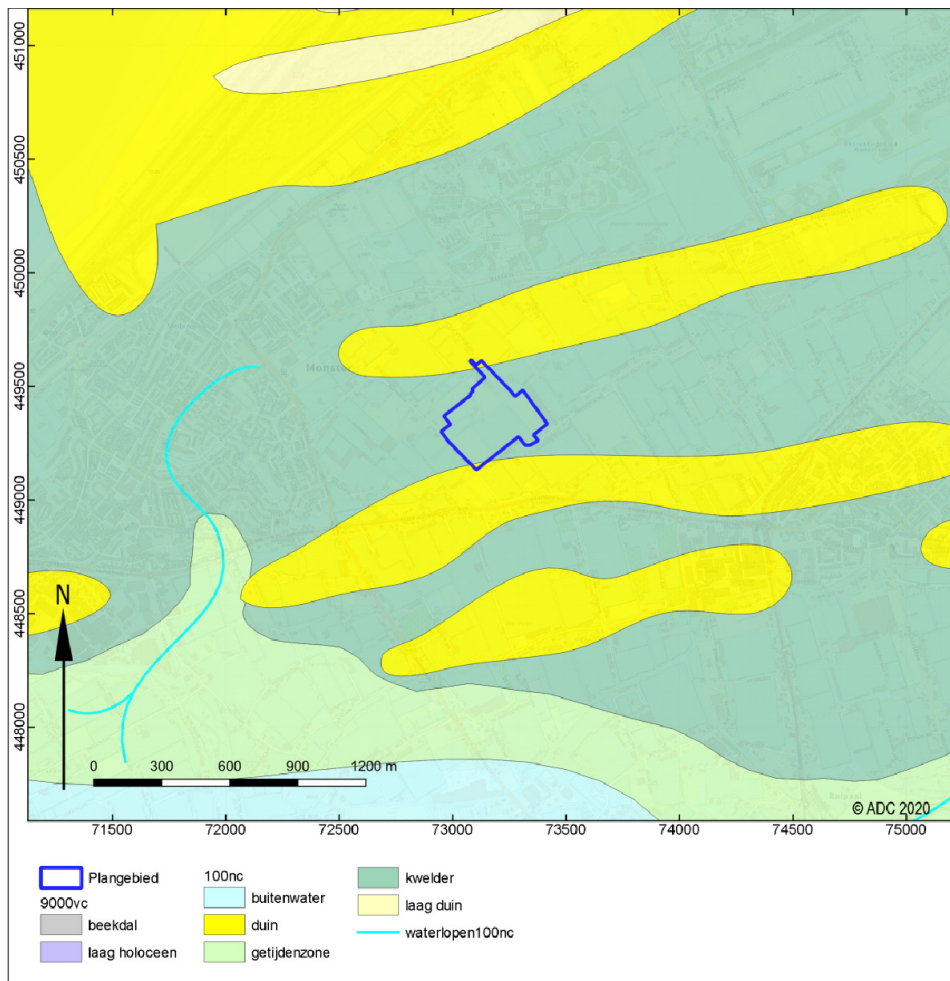 451000
450500
450000
449500
449000
448500
448000
Monster
N
0 300 600 900 1200 m
© ADC 2020
71500 72000 72500 73000 73500 74000 74500 75000
Plangebied
9000vc
beekdal
laag holoceen
100nc
buitenwater
duin
getijdenzone
kwelder
laag duin
waterlopen100nc